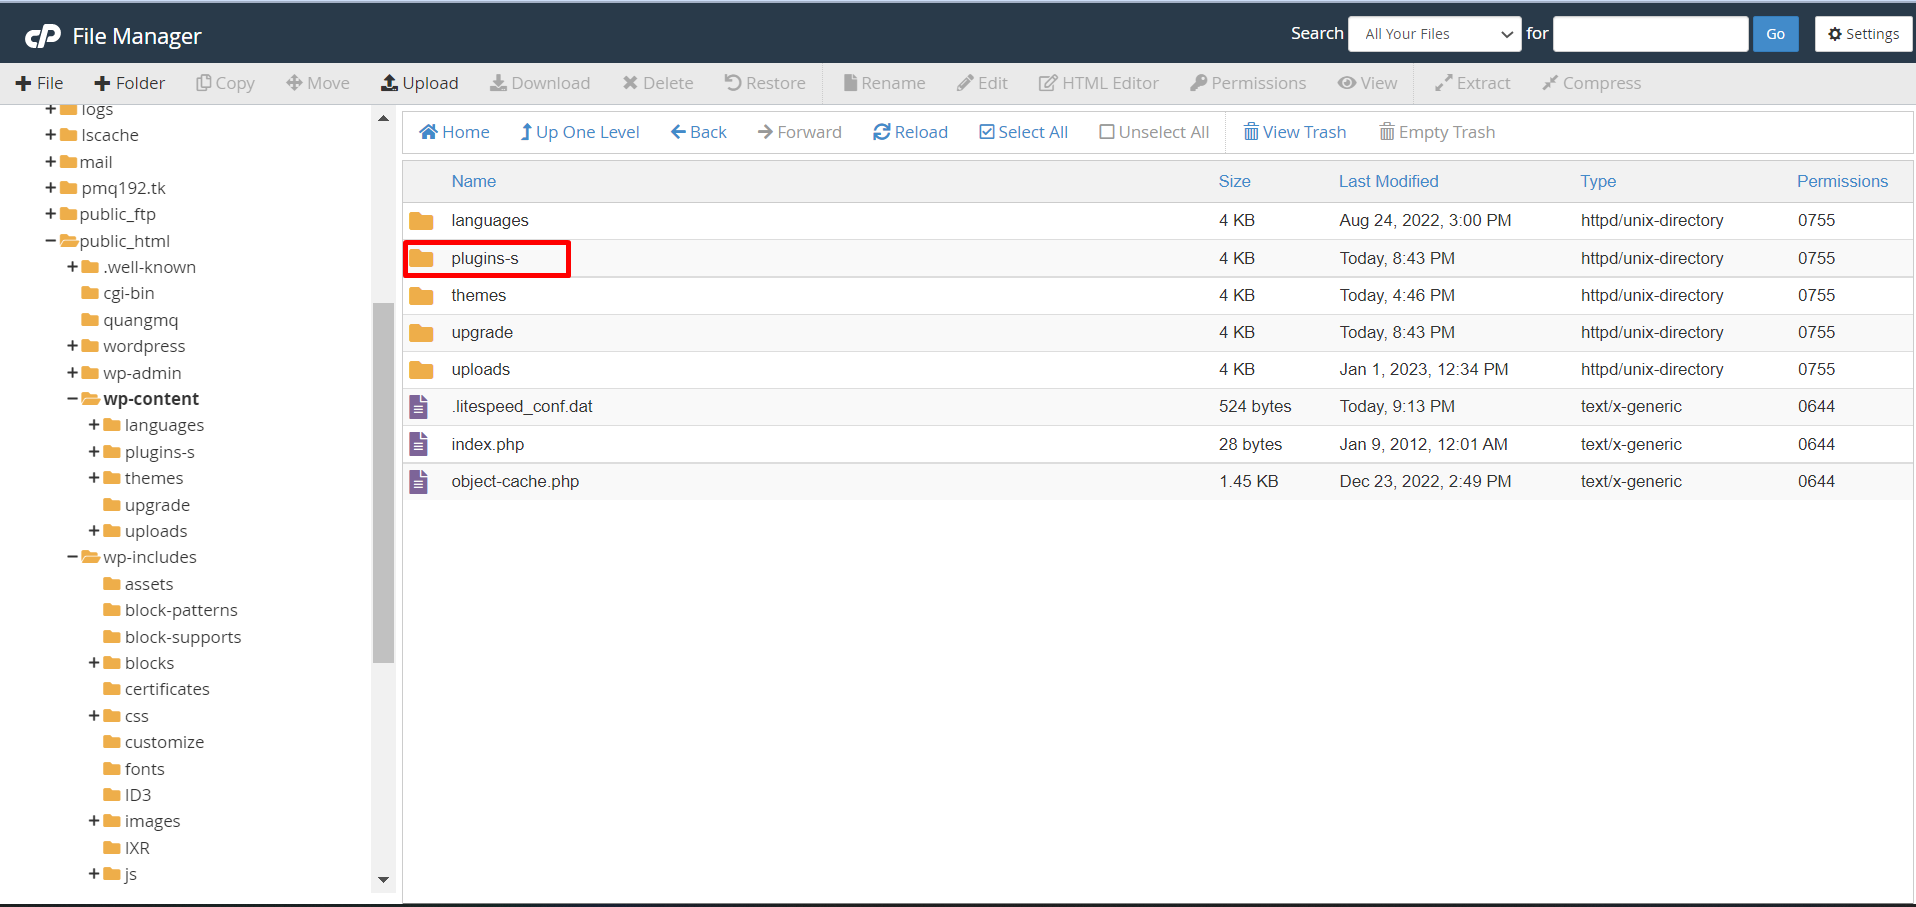 cP File Manager
Search All Your Files for Go Settings
File Folder Copy Move Upload Download Delete Restore Rename Edit HTML Editor Permissions View Extract Compress
logs
lscache
mail
pmq192.tk
public_ftp
public_html
.well-known
cgi-bin
quangmq
wordpress
wp-admin
wp-content
languages
plugins-s
themes
upgrade
uploads
wp-includes
assets
block-patterns
block-supports
blocks
certificates
css
customize
fonts
ID3
images
IXR
js
Home Up One Level Back Forward Reload Select All Unselect All View Trash Empty Trash
Name Size Last Modified Type Permissions
languages 4 KB Aug 24, 2022, 3:00 PM httpd/unix-directory 0755
plugins-s 4 KB Today, 8:43 PM httpd/unix-directory 0755
themes 4 KB Today, 4:46 PM httpd/unix-directory 0755
upgrade 4 KB Today, 8:43 PM httpd/unix-directory 0755
uploads 4 KB Jan 1, 2023, 12:34 PM httpd/unix-directory 0755
.litespeed_conf.dat 524 bytes Today, 9:13 PM text/x-generic 0644
index.php 28 bytes Jan 9, 2012, 12:01 AM text/x-generic 0644
object-cache.php 1.45 KB Dec 23, 2022, 2:49 PM text/x-generic 0644